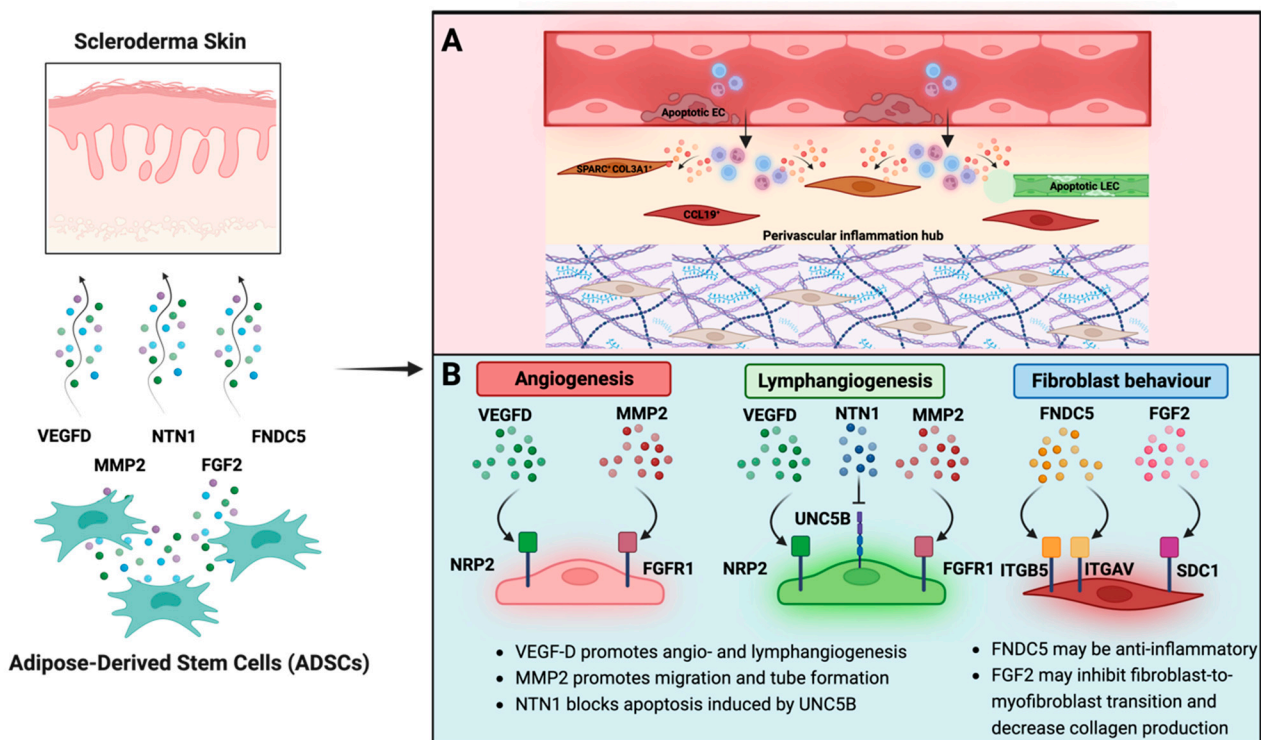 Scleroderma Skin
VEGFD
NTN1
FNDC5
MMP2
FGF2
Adipose-Derived Stem Cells (ADSCs)
A
Apoptotic EC
SPARC⁺ COL3A1⁺
Apoptotic LEC
CCL19⁺
Perivascular inflammation hub
B
Angiogenesis
VEGFD
MMP2
NRP2
FGFR1
Lymphangiogenesis
VEGFD
NTN1
MMP2
UNC5B
NRP2
FGFR1
Fibroblast behaviour
FNDC5
FGF2
ITGB5
ITGAV
SDC1
• VEGF-D promotes angio- and lymphangiogenesis
• MMP2 promotes migration and tube formation
• NTN1 blocks apoptosis induced by UNC5B
• FNDC5 may be anti-inflammatory
• FGF2 may inhibit fibroblast-to-
myofibroblast transition and
decrease collagen production